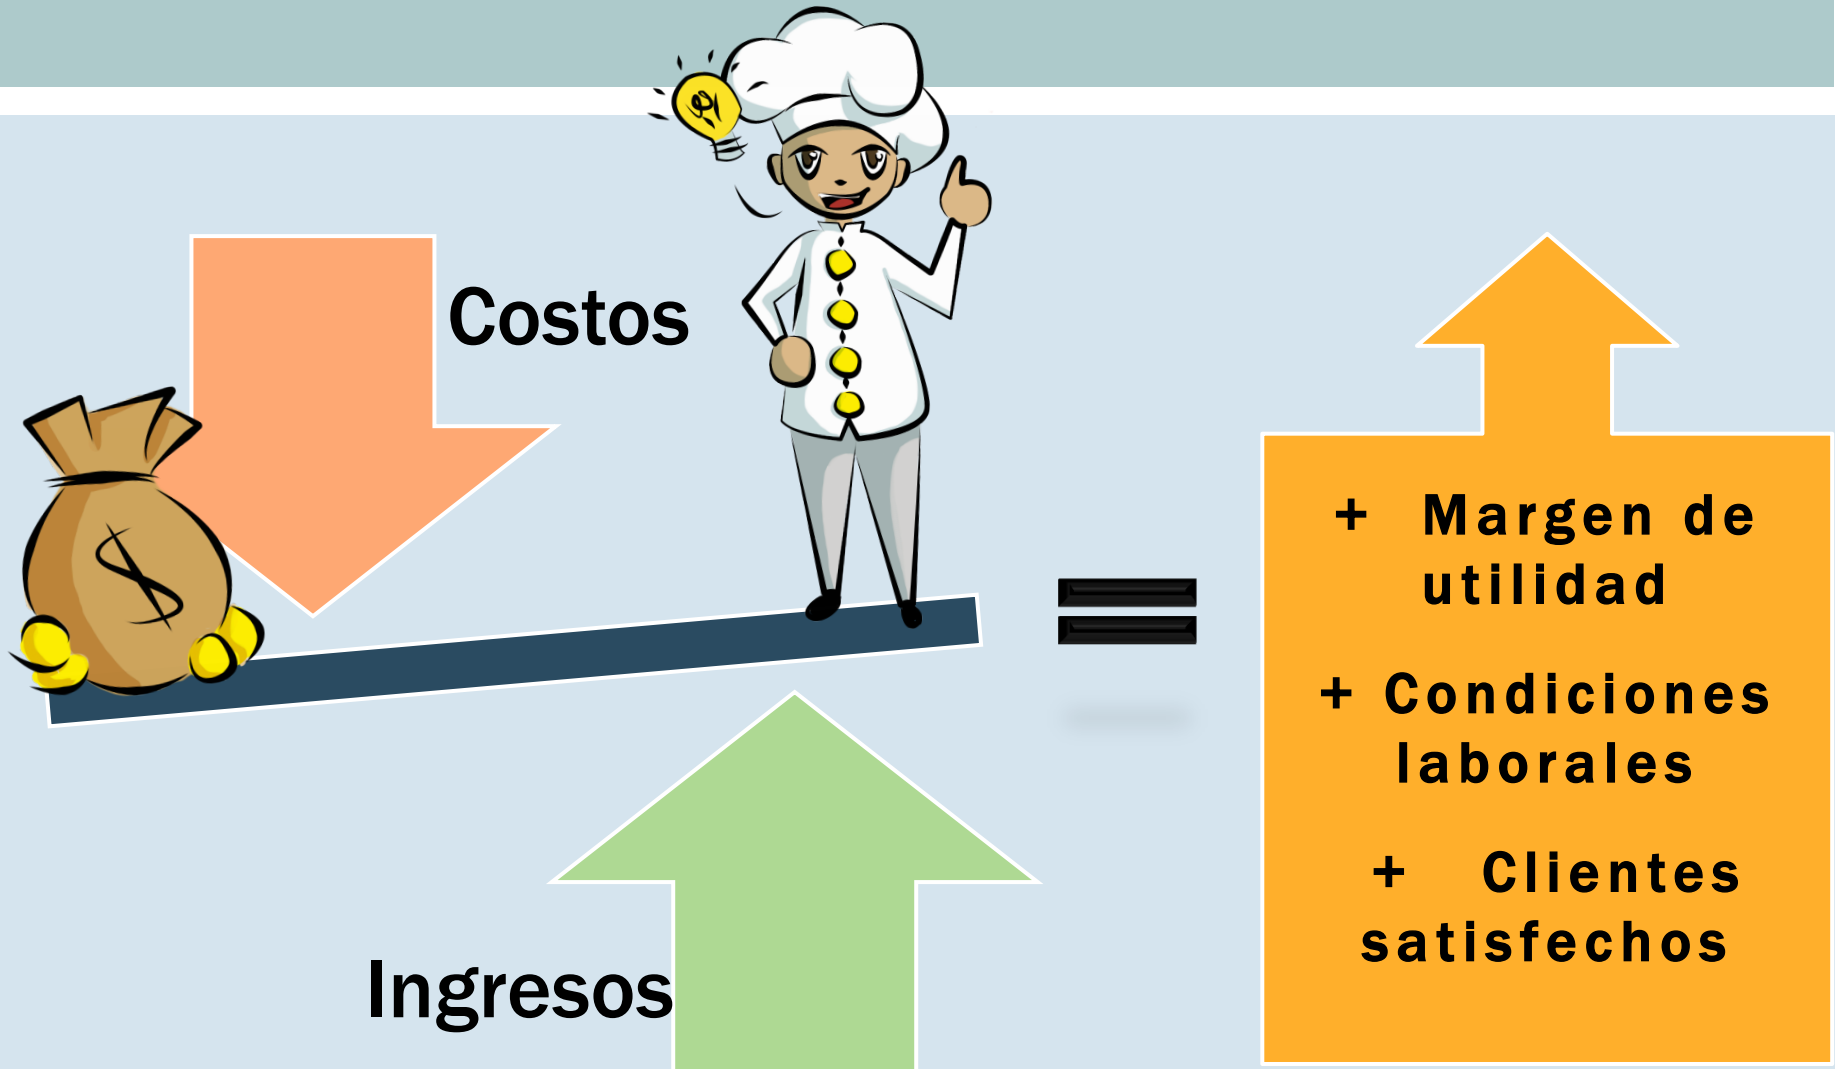 Costos
Ingresos
+ Margen de
utilidad
+ Condiciones
laborales
+ Clientes
satisfechos
$